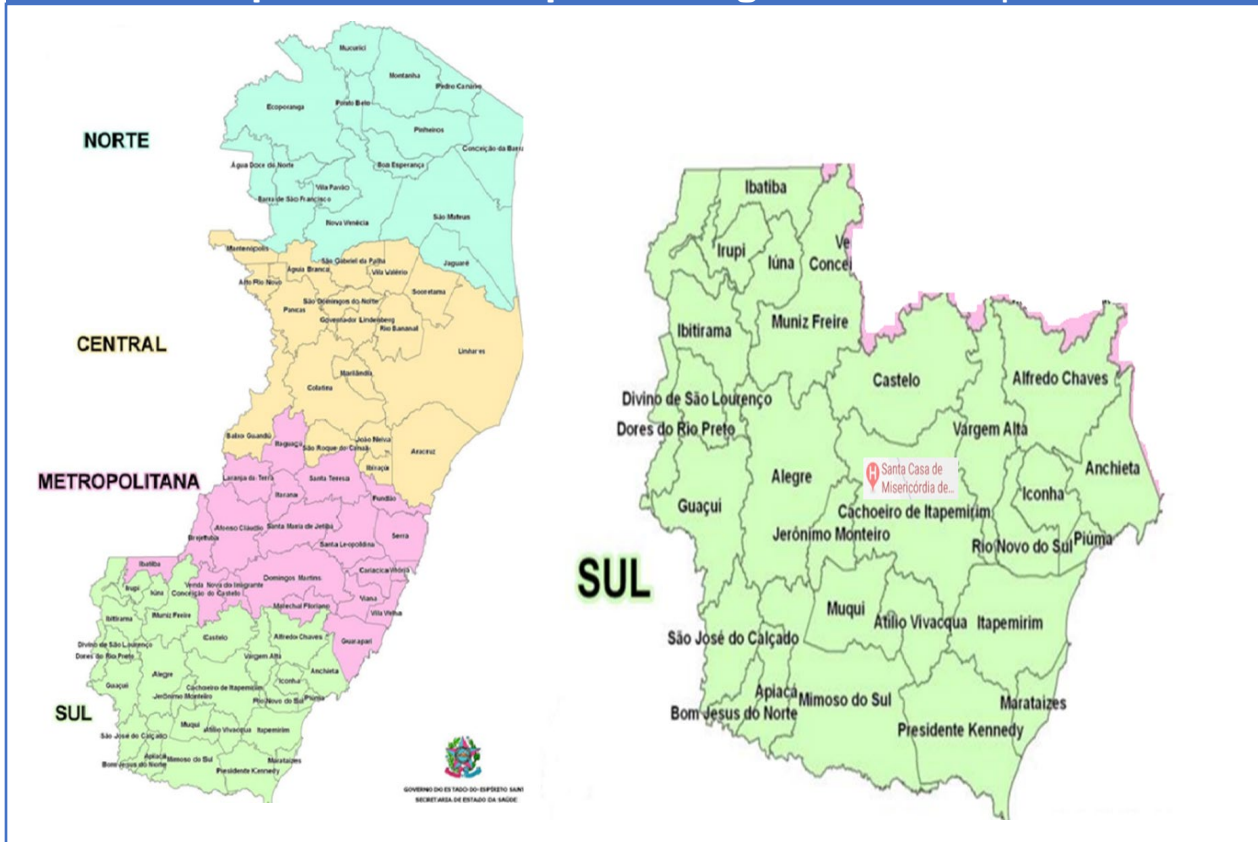 NORTE
CENTRAL
METROPOLITANA
SUL
Mucurici
Montanha
Pedro Canário
Ecoporanga
Ponto Belo
Pinheiros
Conceição da Barra
Água Doce do Norte
Boa Esperança
Vila Pavão
Barra de São Francisco
Nova Venécia
São Mateus
Jaguaré
Mantenópolis
São Gabriel da Palha
Águia Branca
Vila Valério
Alto Rio Novo
Sooretama
Pancas
São Domingos do Norte
Governador Lindenberg
Rio Bananal
Linhares
Marilândia
Colatina
Baixo Guandú
Itaguaçu
São Roque do Canaã
João Neiva
Aracruz
Ibiraçu
Laranja da Terra
Santa Teresa
Itarana
Fundão
Afonso Cláudio
Santa Maria de Jetibá
Brejetuba
Serra
Santa Leopoldina
Ibatiba
Cariacica
Vitória
Domingos Martins
Venda Nova do Imigrante
Conceição do Castelo
Irupi
Iúna
Viana
Marechal Floriano
Vila Velha
Ibitirama
Muniz Freire
Castelo
Alfredo Chaves
Guarapari
Divino de São Lourenço
Dores do Rio Preto
Vargem Alta
Alegre
Anchieta
Guaçui
Cachoeiro de Itapemirim
Iconha
Jerônimo Monteiro
Rio Novo do Sul
Piúma
Muqui
Atílio Vivacqua
Itapemirim
São José do Calçado
Apiacá
Bom Jesus do Norte
Mimoso do Sul
Marataizes
Presidente Kennedy
GOVERNO DO ESTADO DO ESPÍRITO SANT
SECRETARIA DE ESTADO DA SAÚDE
Ibatiba
Irupi
Iúna
Ve
Concei
Ibitirama
Muniz Freire
Castelo
Alfredo Chaves
Divino de São Lourenço
Dores do Rio Preto
Vargem Alta
Santa Casa de
Misericórdia de...
Anchieta
Alegre
Iconha
Guaçui
Cachoeiro de Itapemirim
Jerônimo Monteiro
Rio Novo do Sul
Piúma
SUL
Muqui
Atílio Vivacqua
Itapemirim
São José do Calçado
Apiacá
Bom Jesus do Norte
Mimoso do Sul
Marataizes
Presidente Kennedy